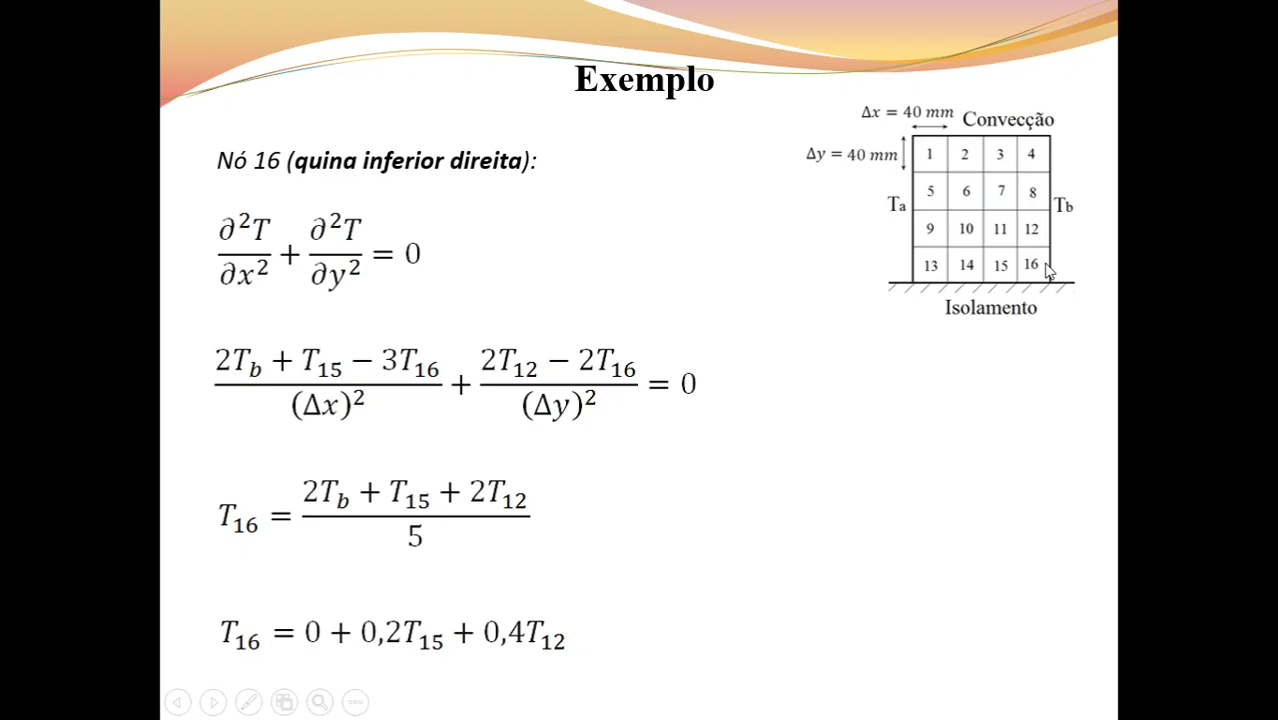 Exemplo
Δx = 40 mm Convecção
Δy = 40 mm
1 2 3 4
5 6 7 8
Ta Tb
9 10 11 12
13 14 15 16
Isolamento
Nó 16 (quina inferior direita):
∂²T/∂x² + ∂²T/∂y² = 0
(2T_b + T_15 − 3T_16)/(Δx)² + (2T_12 − 2T_16)/(Δy)² = 0
T_16 = (2T_b + T_15 + 2T_12)/5
T_16 = 0 + 0,2T_15 + 0,4T_12